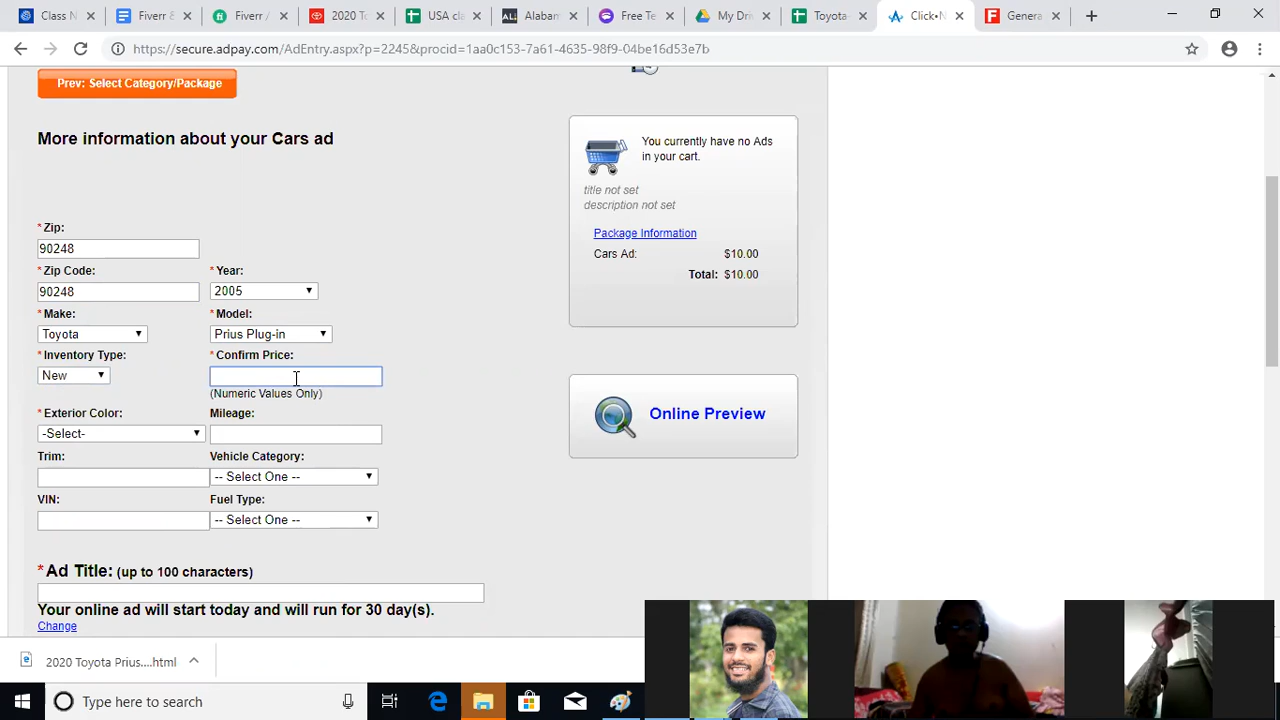 Class N
Fiverr &
Fiverr /
2020 To
USA cla
Alabam
Free Te
My Dri
Toyota
Click•N
Genera
https://secure.adpay.com/AdEntry.aspx?p=2245&procid=1aa0c153-7a61-4635-98f9-04be16d53e7b
Prev: Select Category/Package
More information about your Cars ad
You currently have no Ads
in your cart.
title not set
description not set
Package Information
Cars Ad: $10.00
Total: $10.00
Online Preview
* Zip:
90248
* Zip Code: * Year:
90248 2005
* Make: * Model:
Toyota Prius Plug-in
* Inventory Type: * Confirm Price:
New
(Numeric Values Only)
* Exterior Color: Mileage:
-Select-
Trim: Vehicle Category:
-- Select One --
VIN: Fuel Type:
-- Select One --
* Ad Title: (up to 100 characters)
Your online ad will start today and will run for 30 day(s).
Change
2020 Toyota Prius....html
Type here to search